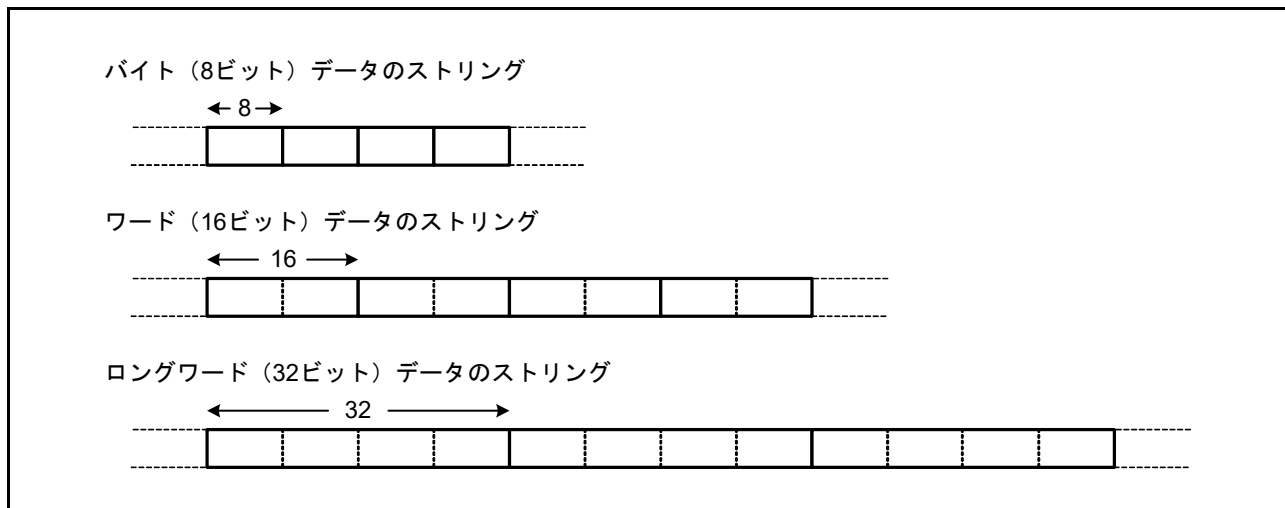 バイト（8ビット）データのストリング
8
ワード（16ビット）データのストリング
16
ロングワード（32ビット）データのストリング
32